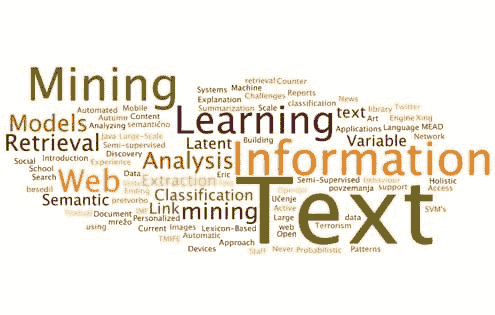 retrieval Counter
Systems Machine
Mining
Explanation Challenges Reports
Automated Mobile Summarization Scale classification News
Autumn Content
Learning
text library Twitter
Art Engine Xing
Models
Analyzing semantično
Applications Language MEAD
Java Large-Scale
Building
Variable Network
Retrieval
Semi-supervised
Latent
Information
Social Introduction Discovery
Analysis
School Experience
Search Data
Web
Extraction Eric
Semi-Supervised Holistic
besedil
Text
povzemanja support Access
Semantic pretvorbo
Classification
Učenje
Document
Link mining
Active data SVM's
using mrežo Personalized
Large Terrorism
Current Images Lexicon-Based
web
Open
TMIFS Automatic
Approach
Never Probabilistic Patterns
Devices
Staff